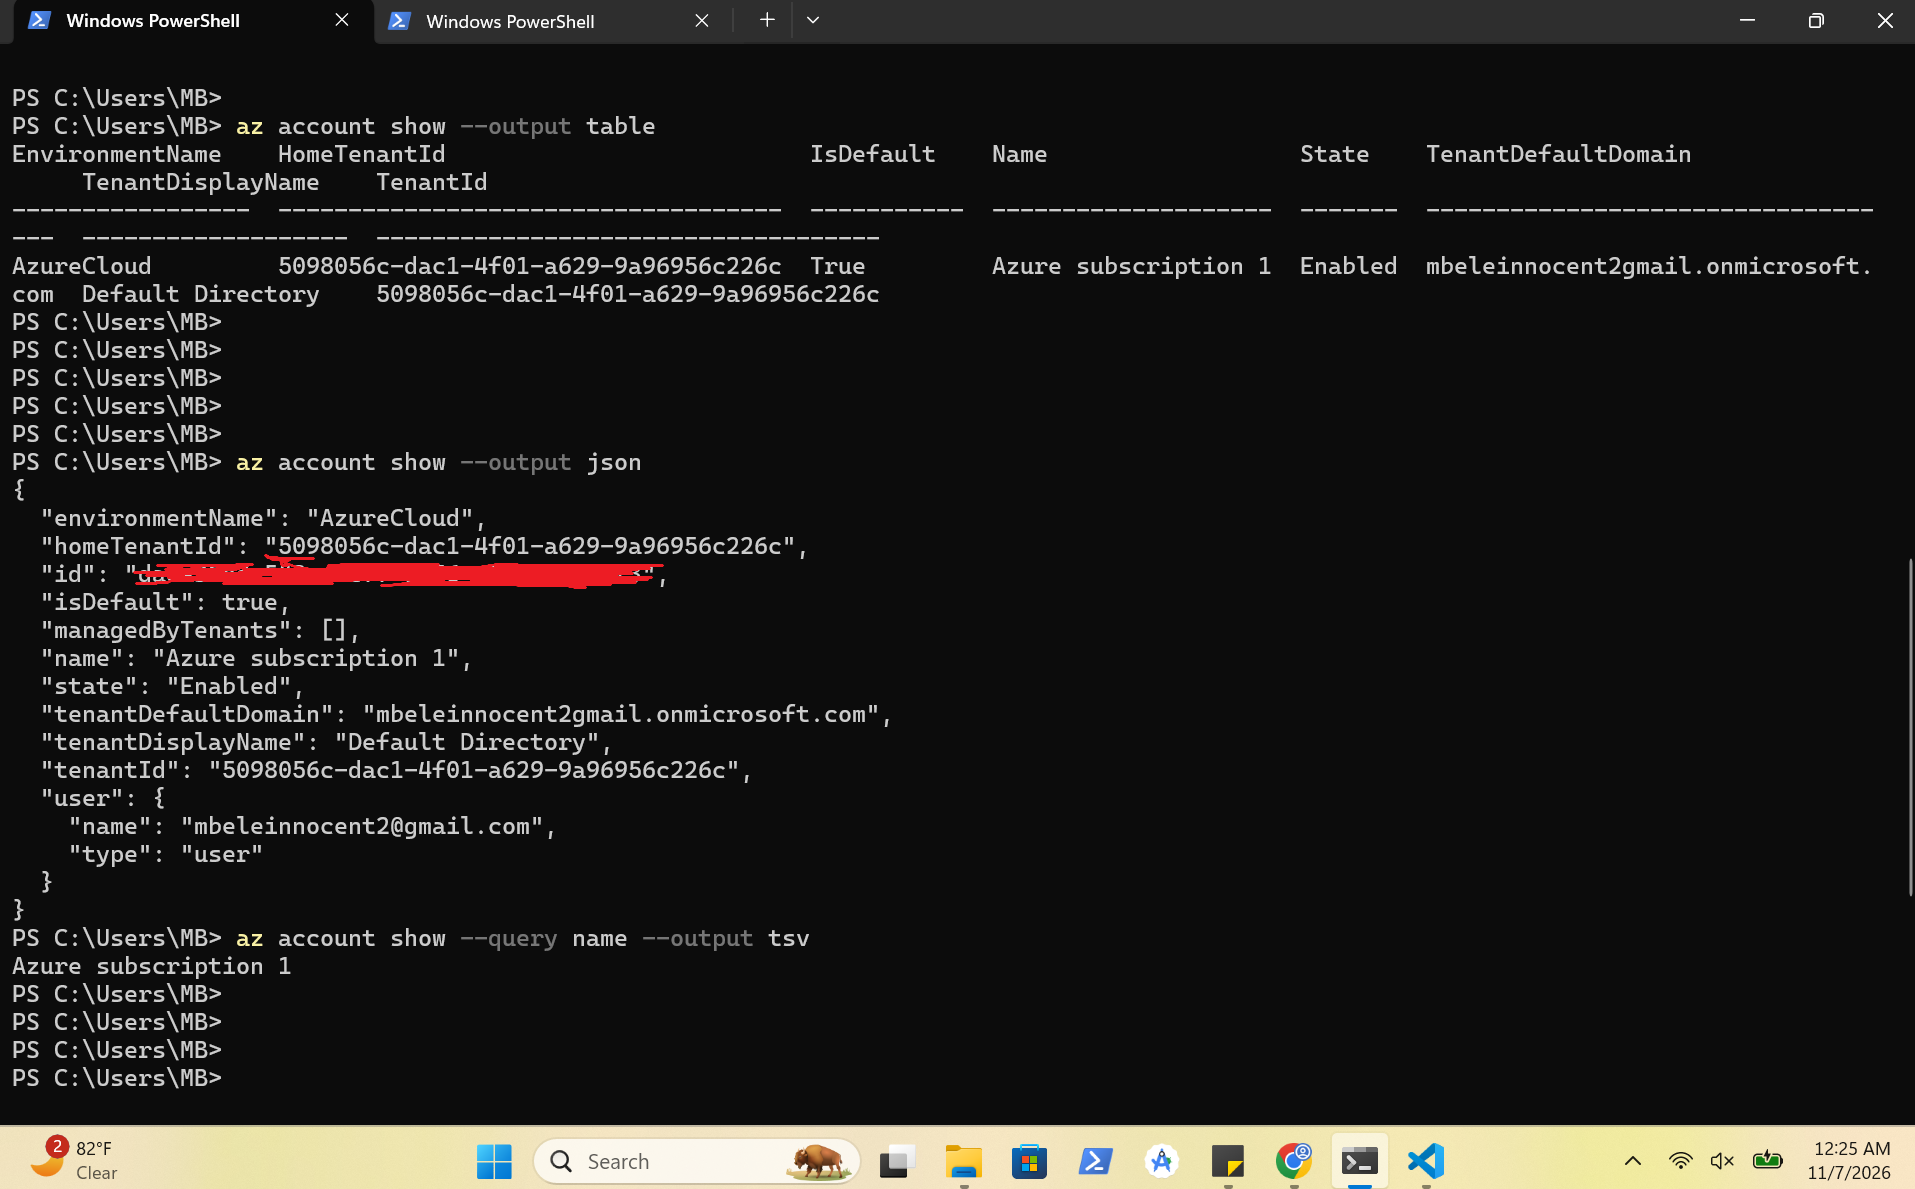 Windows PowerShell
Windows PowerShell
PS C:\Users\MB>
PS C:\Users\MB> az account show --output table
EnvironmentName    HomeTenantId                          IsDefault    Name                  State    TenantDefaultDomain
     TenantDisplayName    TenantId
-----------------  ------------------------------------  -----------  --------------------  -------  --------------------------------
---  -------------------  ------------------------------------
AzureCloud         5098056c-dac1-4f01-a629-9a96956c226c  True         Azure subscription 1  Enabled  mbeleinnocent2gmail.onmicrosoft.
com  Default Directory    5098056c-dac1-4f01-a629-9a96956c226c
PS C:\Users\MB>
PS C:\Users\MB>
PS C:\Users\MB>
PS C:\Users\MB>
PS C:\Users\MB>
PS C:\Users\MB> az account show --output json
{
  "environmentName": "AzureCloud",
  "homeTenantId": "5098056c-dac1-4f01-a629-9a96956c226c",
  "id": "
  "isDefault": true,
  "managedByTenants": [],
  "name": "Azure subscription 1",
  "state": "Enabled",
  "tenantDefaultDomain": "mbeleinnocent2gmail.onmicrosoft.com",
  "tenantDisplayName": "Default Directory",
  "tenantId": "5098056c-dac1-4f01-a629-9a96956c226c",
  "user": {
    "name": "mbeleinnocent2@gmail.com",
    "type": "user"
  }
}
PS C:\Users\MB> az account show --query name --output tsv
Azure subscription 1
PS C:\Users\MB>
PS C:\Users\MB>
PS C:\Users\MB>
PS C:\Users\MB>
2
82°F
Clear
Search
12:25 AM
11/7/2026